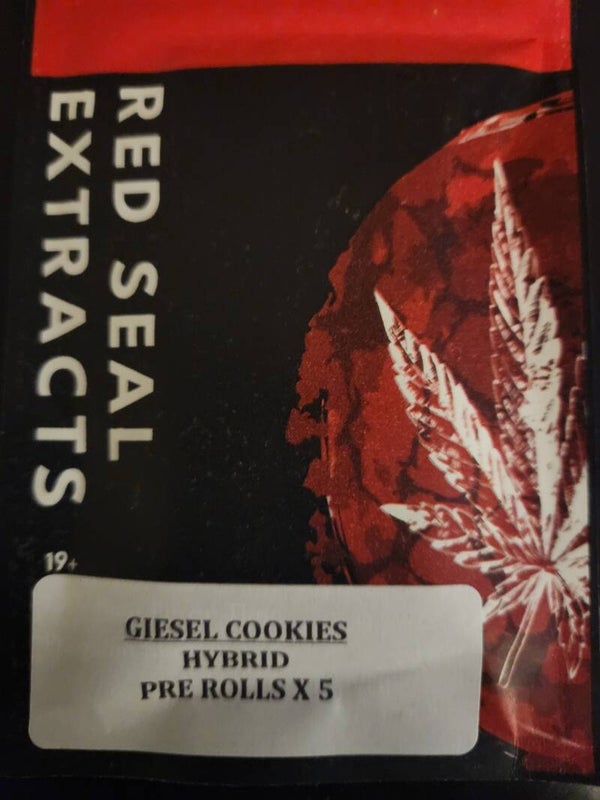 RED SEAL
EXTRACTS
19+
GIESEL COOKIES
HYBRID
PRE ROLLS X 5